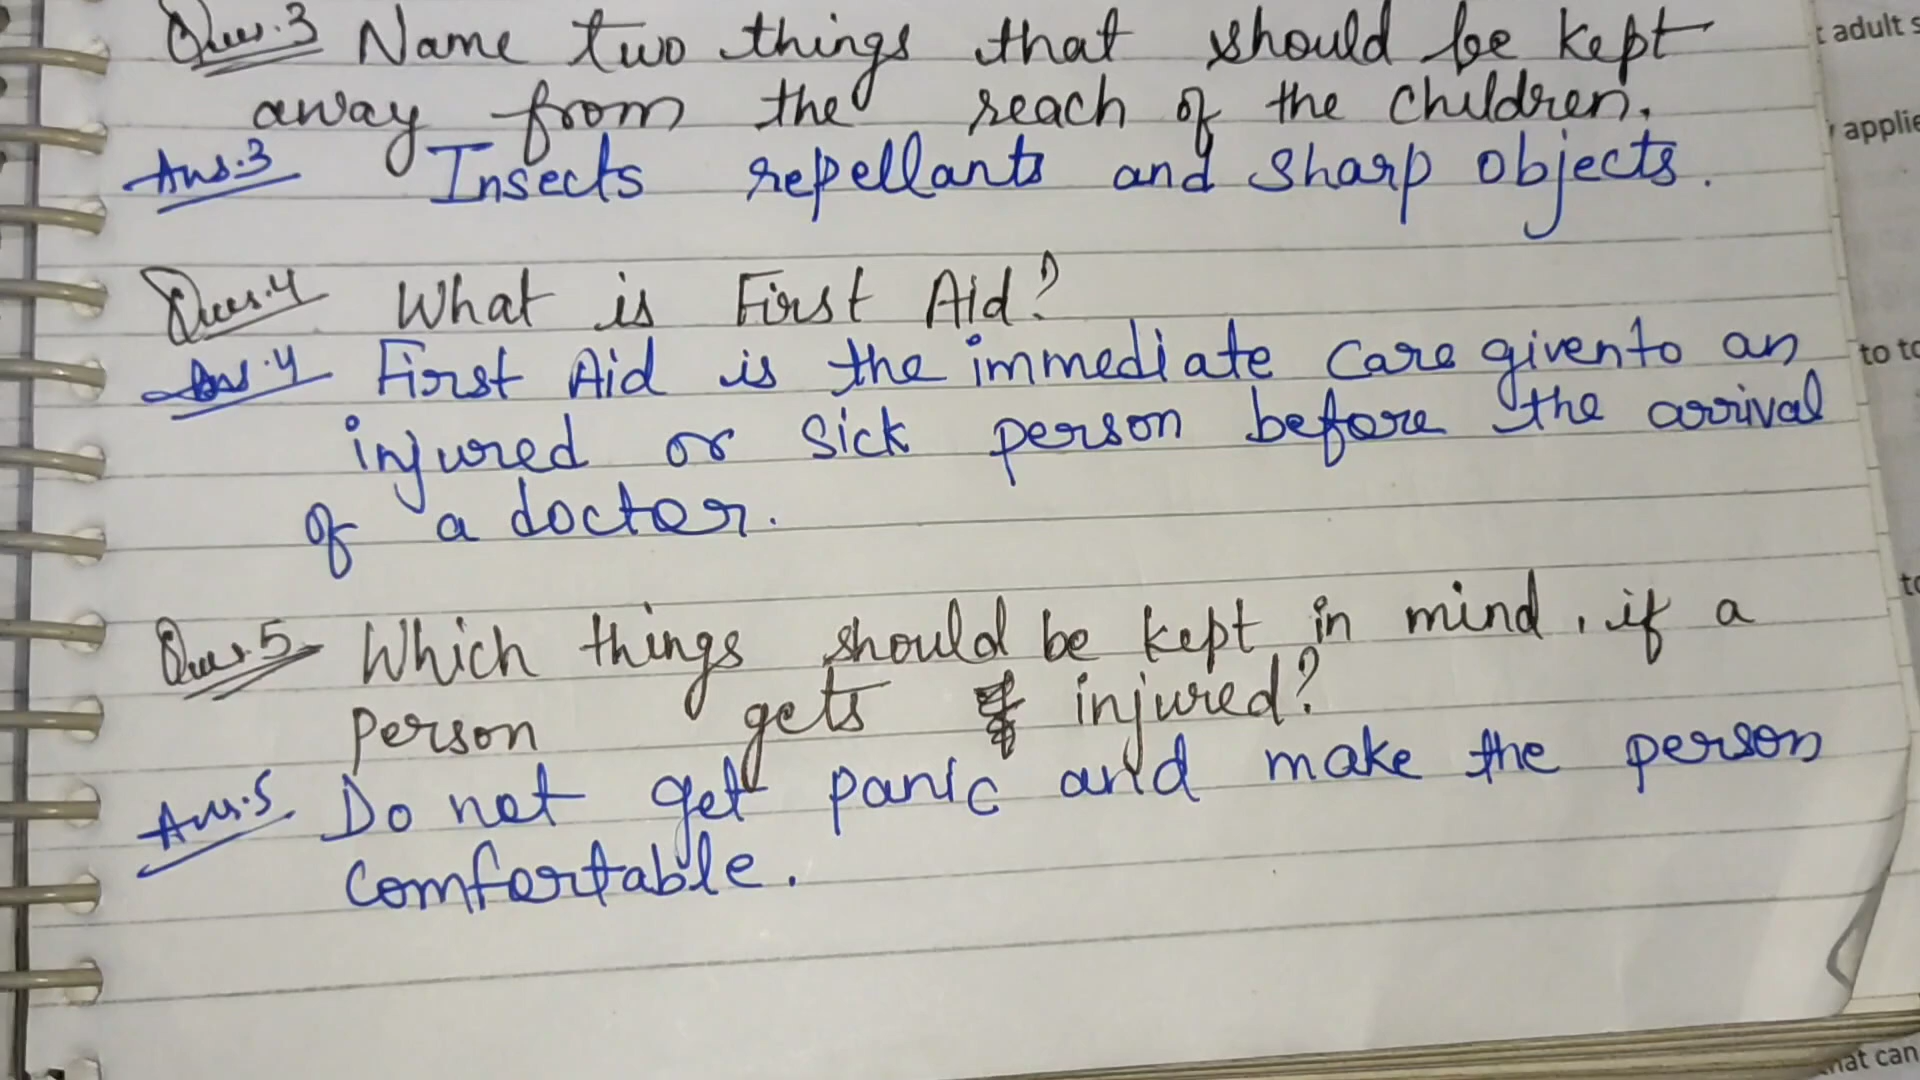 Ques.3 Name two things that should be kept
away from the reach of the children.
Ans.3 Insects repellants and sharp objects.
Ques.4 What is First Aid?
Ans.4 First Aid is the immediate care given to an
injured or sick person before the arrival
of a doctor.
Ques.5 Which things should be kept in mind, if a
person gets injured?
Ans.5 Do not get panic and make the person
comfortable.
adult
applie
to to
to
hat can